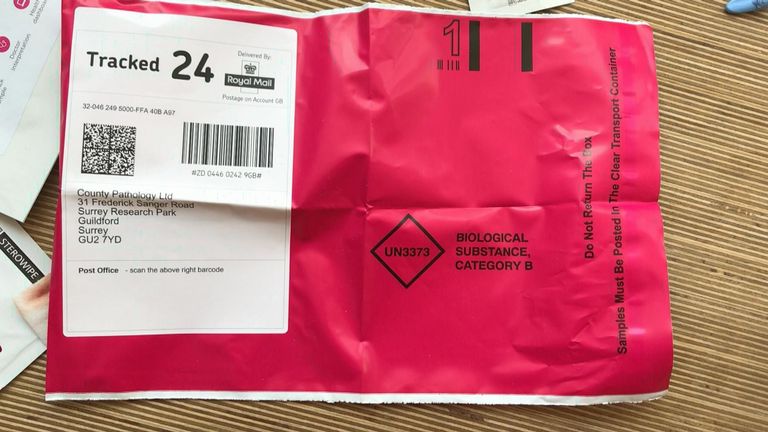 Tracked 24
Delivered By:
Royal Mail
Postage on Account GB
32-046 249 5000-FFA 40B A97
#ZD 0446 0242 9GB#
County Pathology Ltd
31 Frederick Sanger Road
Surrey Research Park
Guildford
Surrey
GU2 7YD
Post Office - scan the above right barcode
1
UN3373
BIOLOGICAL
SUBSTANCE,
CATEGORY B
Do Not Return The Box
Samples Must Be Posted In The Clear Transport Container
Doctor
interpretation
STEROWIPE